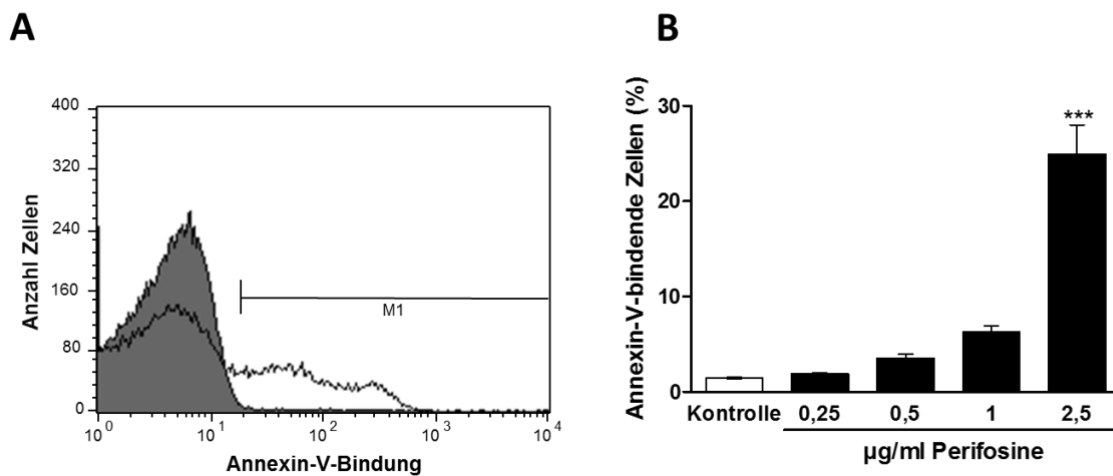 A
Anzahl Zellen
400
320
240
160
80
0
M1
10^0 10^1 10^2 10^3 10^4
Annexin-V-Bindung
B
Annexin-V-bindende Zellen (%)
30
20
10
0
***
Kontrolle 0,25 0,5 1 2,5
µg/ml Perifosine